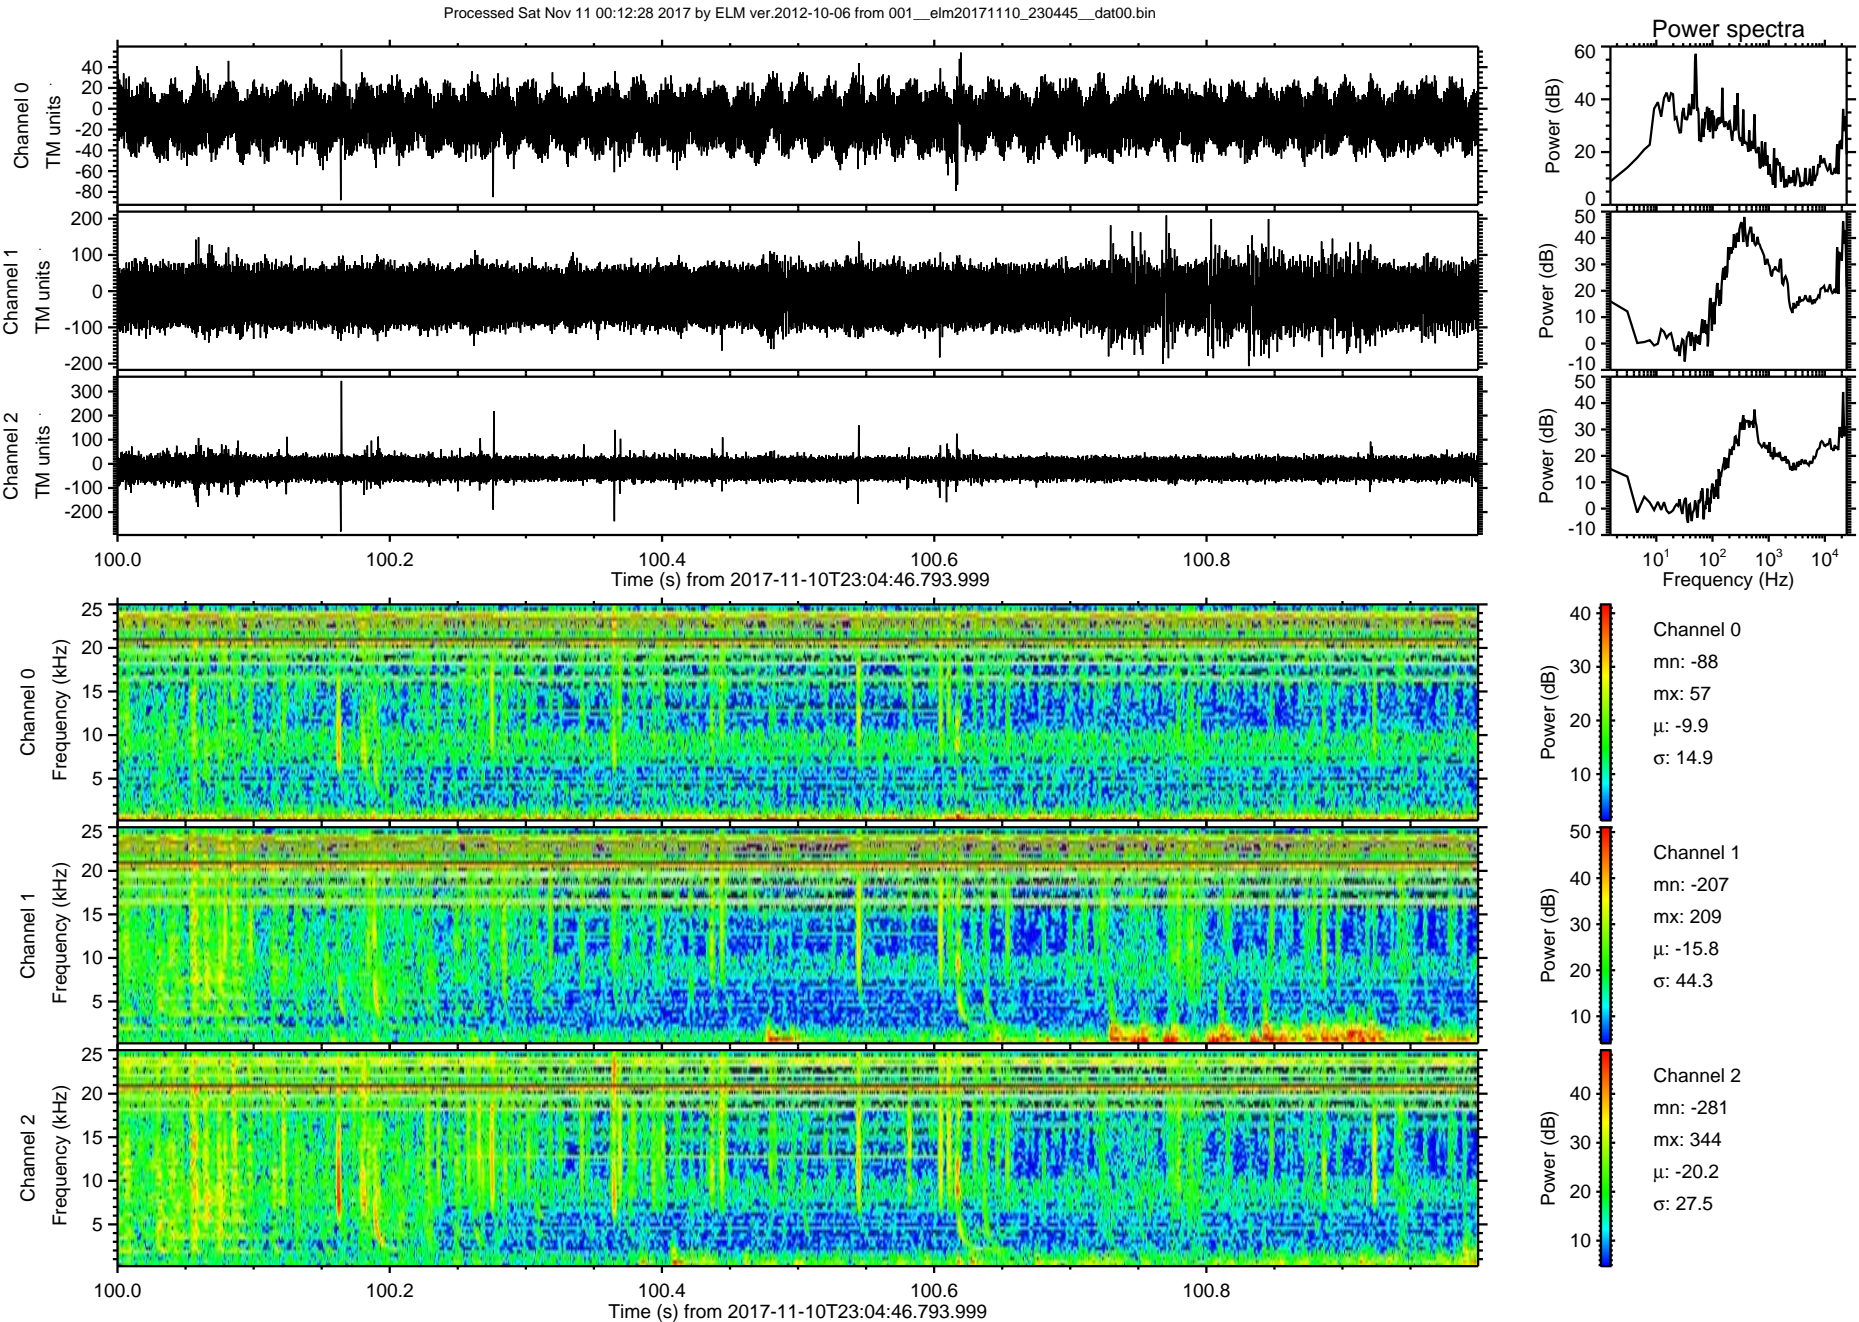 Processed Sat Nov 11 00:12:28 2017 by ELM ver.2012-10-06 from 001__elm20171110_230445__dat00.bin
Power spectra
Channel 0
TM units
40
20
0
-20
-40
-60
-80
Power (dB)
60
40
20
0
Channel 1
TM units
200
100
0
-100
-200
Power (dB)
50
40
30
20
10
0
-10
Channel 2
TM units
300
200
100
0
-100
-200
Power (dB)
50
40
30
20
10
0
-10
100.0 100.2 100.4 100.6 100.8
Time (s) from 2017-11-10T23:04:46.793.999
10¹ 10² 10³ 10⁴
Frequency (Hz)
Channel 0
Frequency (kHz)
25
20
15
10
5
Power (dB)
40
30
20
10
Channel 0
mn: -88
mx: 57
μ: -9.9
σ: 14.9
Channel 1
Frequency (kHz)
25
20
15
10
5
Power (dB)
50
40
30
20
10
Channel 1
mn: -207
mx: 209
μ: -15.8
σ: 44.3
Channel 2
Frequency (kHz)
25
20
15
10
5
Power (dB)
40
30
20
10
Channel 2
mn: -281
mx: 344
μ: -20.2
σ: 27.5
100.0 100.2 100.4 100.6 100.8
Time (s) from 2017-11-10T23:04:46.793.999